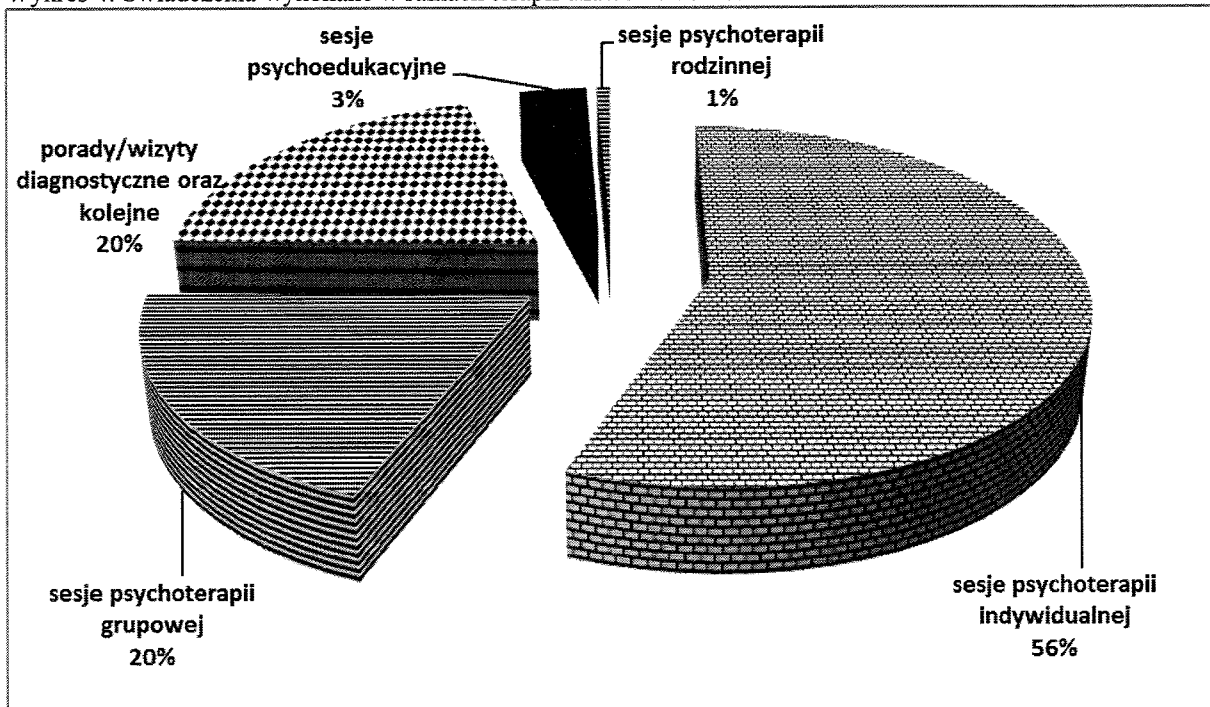 sesje
psychoedukacyjne
3%
sesje psychoterapii
rodzinnej
1%
porady/wizyty
diagnostyczne oraz
kolejne
20%
sesje psychoterapii
grupowej
20%
sesje psychoterapii
indywidualnej
56%